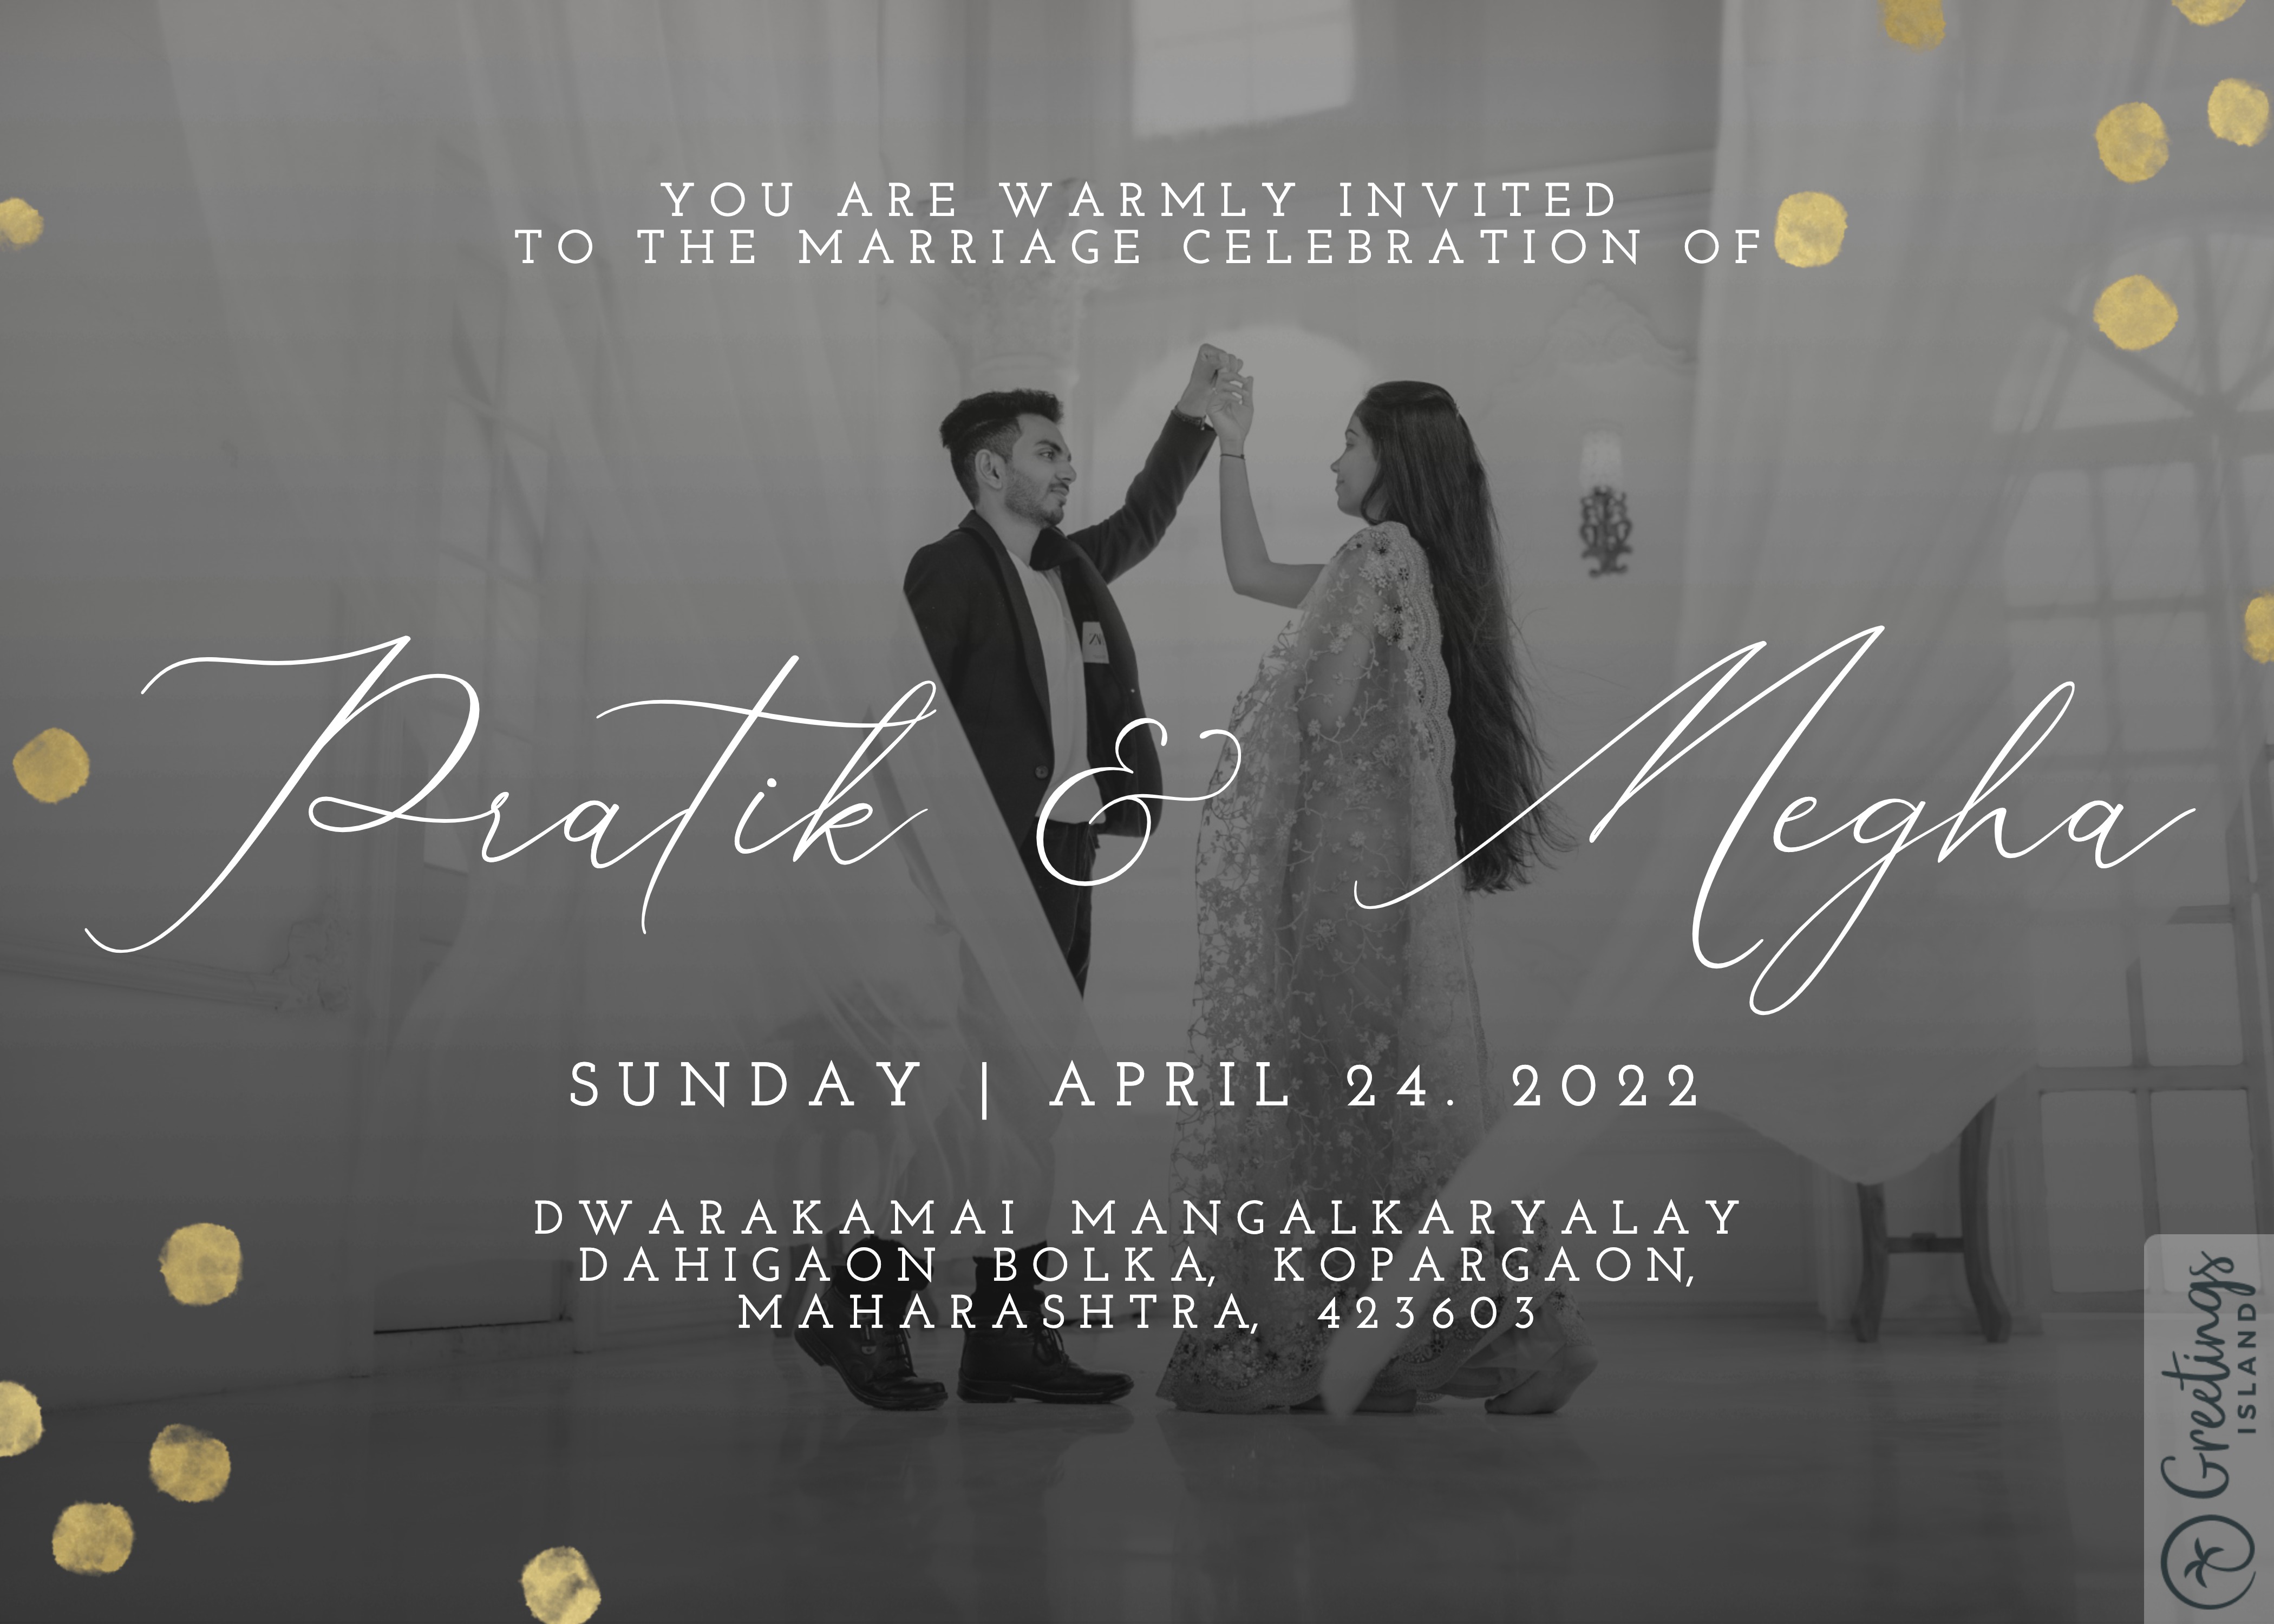 YOU ARE WARMLY INVITED
TO THE MARRIAGE CELEBRATION OF
Pratik & Megha
SUNDAY | APRIL 24. 2022
DWARAKAMAI MANGALKARYALAY
DAHIGAON BOLKA, KOPARGAON,
MAHARASHTRA, 423603
Greetings
ISLAND